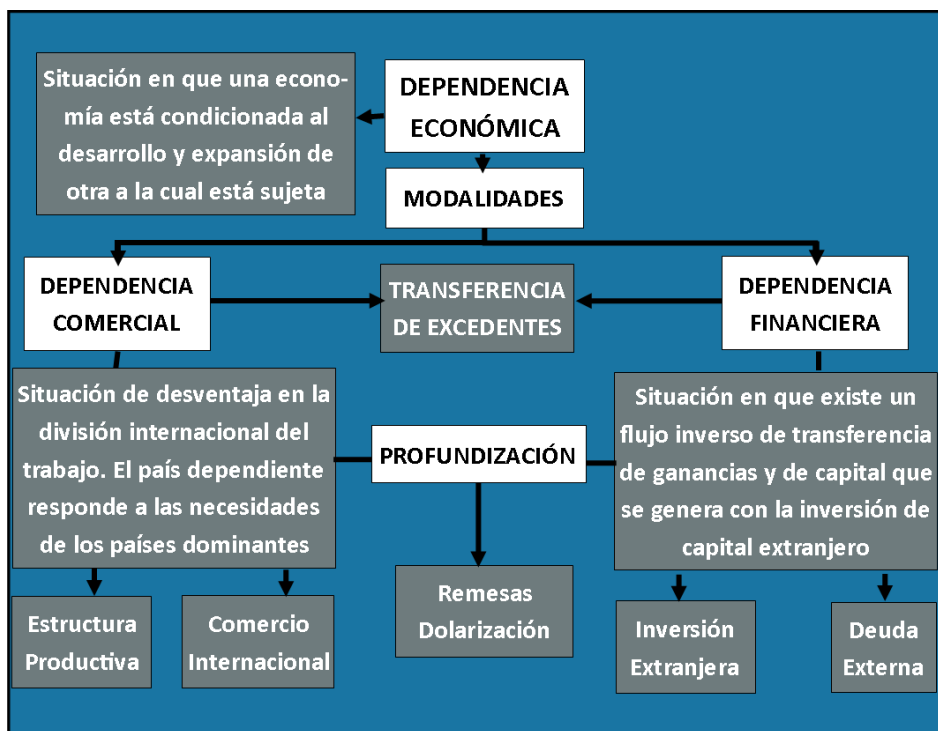 Situación en que una econo-
mía está condicionada al
desarrollo y expansión de
otra a la cual está sujeta
DEPENDENCIA
ECONÓMICA
MODALIDADES
DEPENDENCIA
COMERCIAL
TRANSFERENCIA
DE EXCEDENTES
DEPENDENCIA
FINANCIERA
Situación de desventaja en la
división internacional del
trabajo. El país dependiente
responde a las necesidades
de los países dominantes
PROFUNDIZACIÓN
Situación en que existe un
flujo inverso de transferencia
de ganancias y de capital que
se genera con la inversión de
capital extranjero
Estructura
Productiva
Comercio
Internacional
Remesas
Dolarización
Inversión
Extranjera
Deuda
Externa